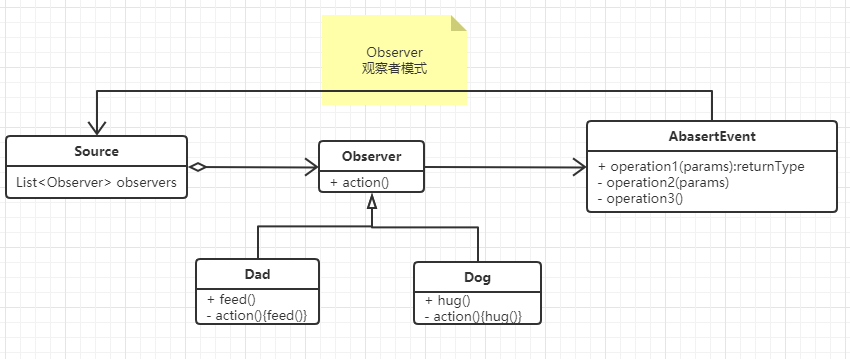 Observer
观察者模式
Source
List<Observer> observers
Observer
+ action()
AbasertEvent
+ operation1(params):returnType
- operation2(params)
- operation3()
Dad
+ feed()
- action(){feed()}
Dog
+ hug()
- action(){hug()}